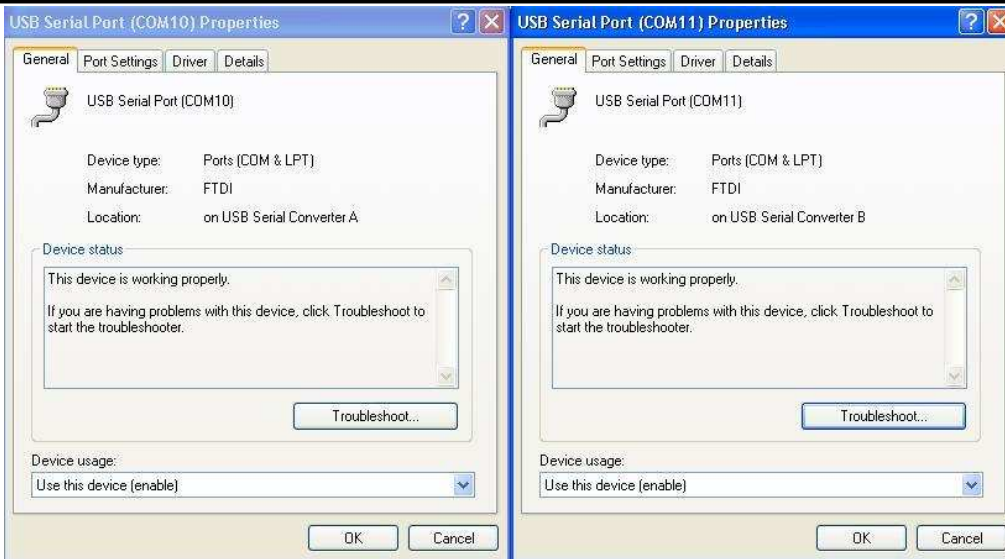 USB Serial Port (COM10) Properties
General Port Settings Driver Details
USB Serial Port (COM10)
Device type: Ports (COM & LPT)
Manufacturer: FTDI
Location: on USB Serial Converter A
Device status
This device is working properly.
If you are having problems with this device, click Troubleshoot to
start the troubleshooter.
Troubleshoot...
Device usage:
Use this device (enable)
OK Cancel
USB Serial Port (COM11) Properties
General Port Settings Driver Details
USB Serial Port (COM11)
Device type: Ports (COM & LPT)
Manufacturer: FTDI
Location: on USB Serial Converter B
Device status
This device is working properly.
If you are having problems with this device, click Troubleshoot to
start the troubleshooter.
Troubleshoot...
Device usage:
Use this device (enable)
OK Cancel